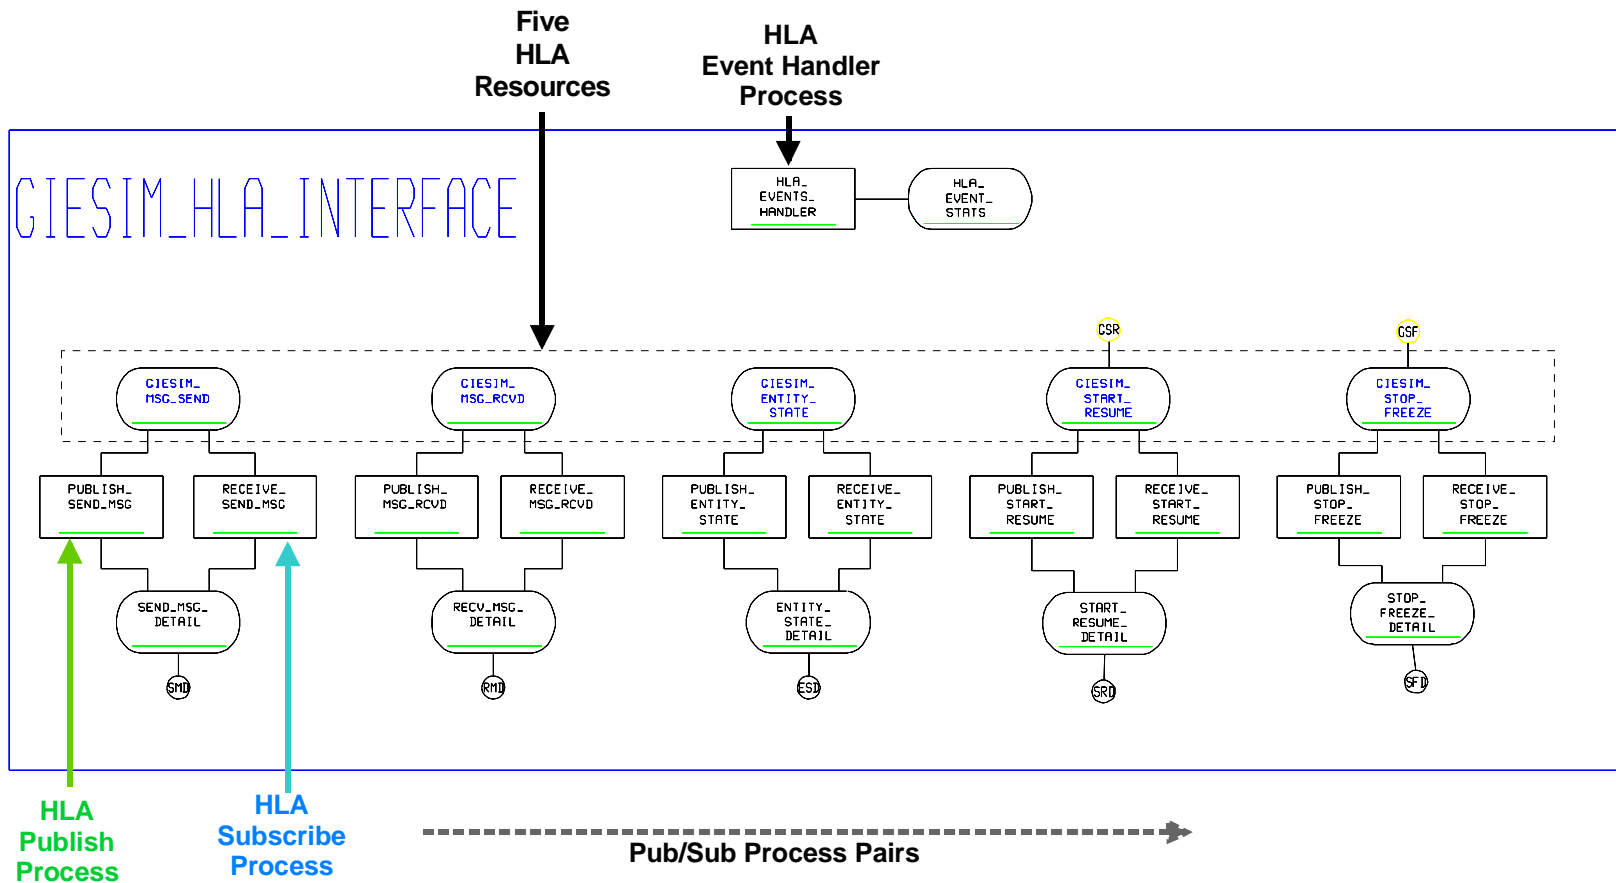 Five
HLA
Resources
HLA
Event Handler
Process
GIESIM_HLA_INTERFACE
HLA_
EVENTS_
HANDLER
HLA_
EVENT_
STATS
GSR
GSF
GIESIM_
MSG_SEND
GIESIM_
MSG_RCVD
GIESIM_
ENTITY_
STATE
GIESIM_
START_
RESUME
GIESIM_
STOP_
FREEZE
PUBLISH_
SEND_MSG
RECEIVE_
SEND_MSG
PUBLISH_
MSG_RCVD
RECEIVE_
MSG_RCVD
PUBLISH_
ENTITY_
STATE
RECEIVE_
ENTITY_
STATE
PUBLISH_
START_
RESUME
RECEIVE_
START_
RESUME
PUBLISH_
STOP_
FREEZE
RECEIVE_
STOP_
FREEZE
SEND_MSG_
DETAIL
RECV_MSG_
DETAIL
ENTITY_
STATE_
DETAIL
START_
RESUME_
DETAIL
STOP_
FREEZE_
DETAIL
SMD
RMD
ESD
SRD
SFD
HLA
Publish
Process
HLA
Subscribe
Process
Pub/Sub Process Pairs